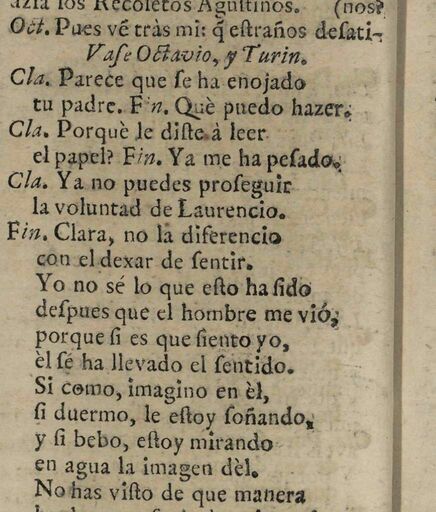 azia los Recoletos Agustinos. (nos?
Oct. Pues vẽ tràs mi: q̃ estraños desati-
Vase Octavio, y Turin.
Cla. Parece que se ha enojado
tu padre. Fin. Què puedo hazer.
Cla. Porquè le diste à leer
el papel? Fin. Ya me ha pesado.
Cla. Ya no puedes proseguir
la voluntad de Laurencio.
Fin. Clara, no la diferencio
con el dexar de sentir.
Yo no sé lo que esto ha sido
despues que el hombre me vió,
porque si es que siento yo,
èl sé ha llevado el sentido.
Si como, imagino en èl,
si duermo, le estoy soñando,
y si bebo, estoy mirando
en agua la imagen dèl.
No has visto de que manera